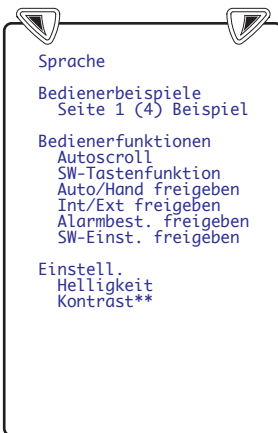 Sprache
Bedienerbeispiele
Seite 1 (4) Beispiel
Bedienerfunktionen
Autoscroll
SW-Tastenfunktion
Auto/Hand freigeben
Int/Ext freigeben
Alarmbest. freigeben
SW-Einst. freigeben
Einstell.
Helligkeit
Kontrast**